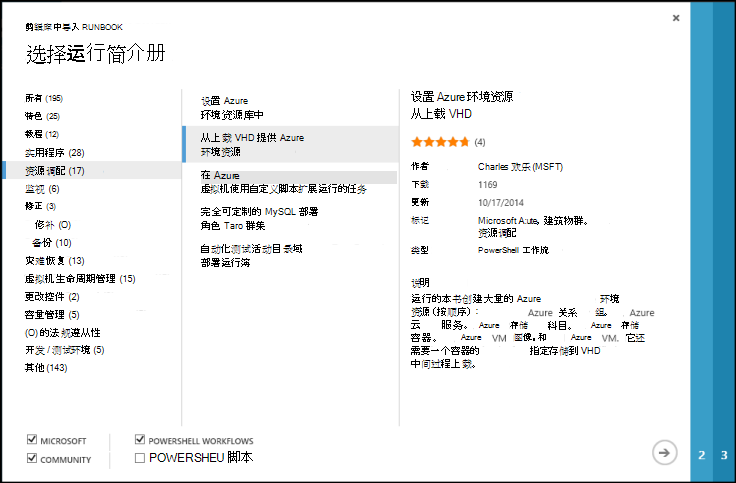 剪辑库中导入 RUNBOOK
选择运行简介册
所有 (195)
特色 (25)
教程 (12)
实用程序 (28)
资源调配 (17)
监视 (6)
修正 (3)
修补 (O)
备份 (10)
灾难恢复 (13)
虚拟机生命周期管理 (15)
更改控件 (2)
容量管理 (5)
(O) 的法规遵从性
开发 / 测试环境 (5)
其他 (143)
设置 Azure
环境资源库中
从上载 VHD 提供 Azure
环境资源
在 Azure
虚拟机使用自定义脚本扩展运行的任务
完全可定制的 MySQL 部署
角色 Taro 群集
自动化测试活动目录域
部署运行簿
设置 Azure 环境资源
从上载 VHD
(4)
作者 Charles 欢乐 (MSFT)
下载 1169
更新 10/17/2014
标记 Microsoft Aute, 建筑物群。
资源调配
类型 PowerShell 工作流
说明
运行的本书创建大量的 Azure 环境
资源 (按顺序) : Azure 关系 组。 Azure
云 服务。 Azure 存储 科目。 Azure 存储
容器。 Azure VM 图像。和 Azure VM. 它还
需要一个容器的 指定存储到 VHD
中间过程上载。
MICROSOFT
POWERSHELL WORKFLOWS
COMMUNITY
POWERSHEU 脚本
2
3